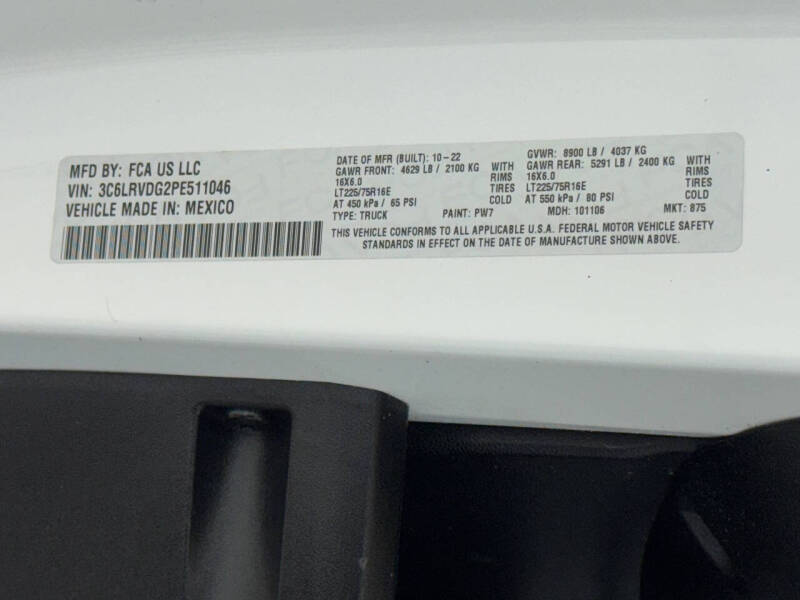 MFD BY: FCA US LLC
VIN: 3C6LRVDG2PE511046
VEHICLE MADE IN: MEXICO
DATE OF MFR (BUILT): 10-22
GAWR FRONT: 4629 LB / 2100 KG WITH
16X6.0 RIMS
LT225/75R16E TIRES
AT 450 kPa / 65 PSI COLD
TYPE: TRUCK PAINT: PW7
GVWR: 8900 LB / 4037 KG
GAWR REAR: 5291 LB / 2400 KG WITH
16X6.0 RIMS
LT225/75R16E TIRES
AT 550 kPa / 80 PSI COLD
MDH: 101106 MKT: 875
THIS VEHICLE CONFORMS TO ALL APPLICABLE U.S.A. FEDERAL MOTOR VEHICLE SAFETY
STANDARDS IN EFFECT ON THE DATE OF MANUFACTURE SHOWN ABOVE.